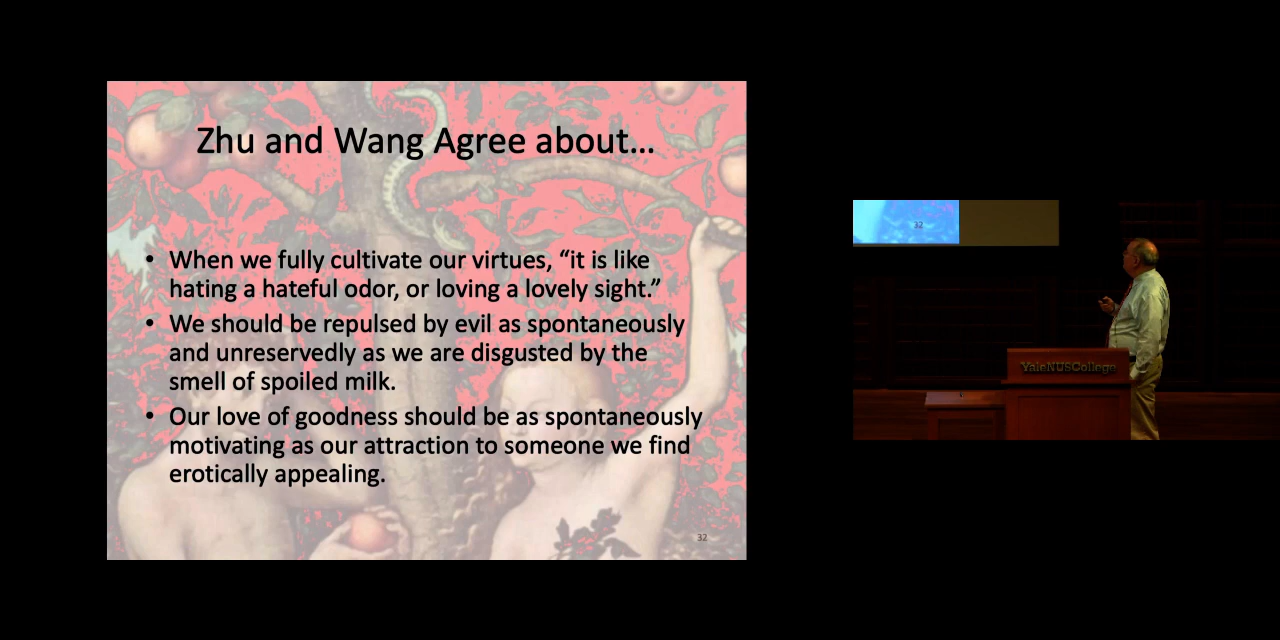 Zhu and Wang Agree about...
• When we fully cultivate our virtues, “it is like
hating a hateful odor, or loving a lovely sight.”
• We should be repulsed by evil as spontaneously
and unreservedly as we are disgusted by the
smell of spoiled milk.
• Our love of goodness should be as spontaneously
motivating as our attraction to someone we find
erotically appealing.
32
32
YaleNUSCollege